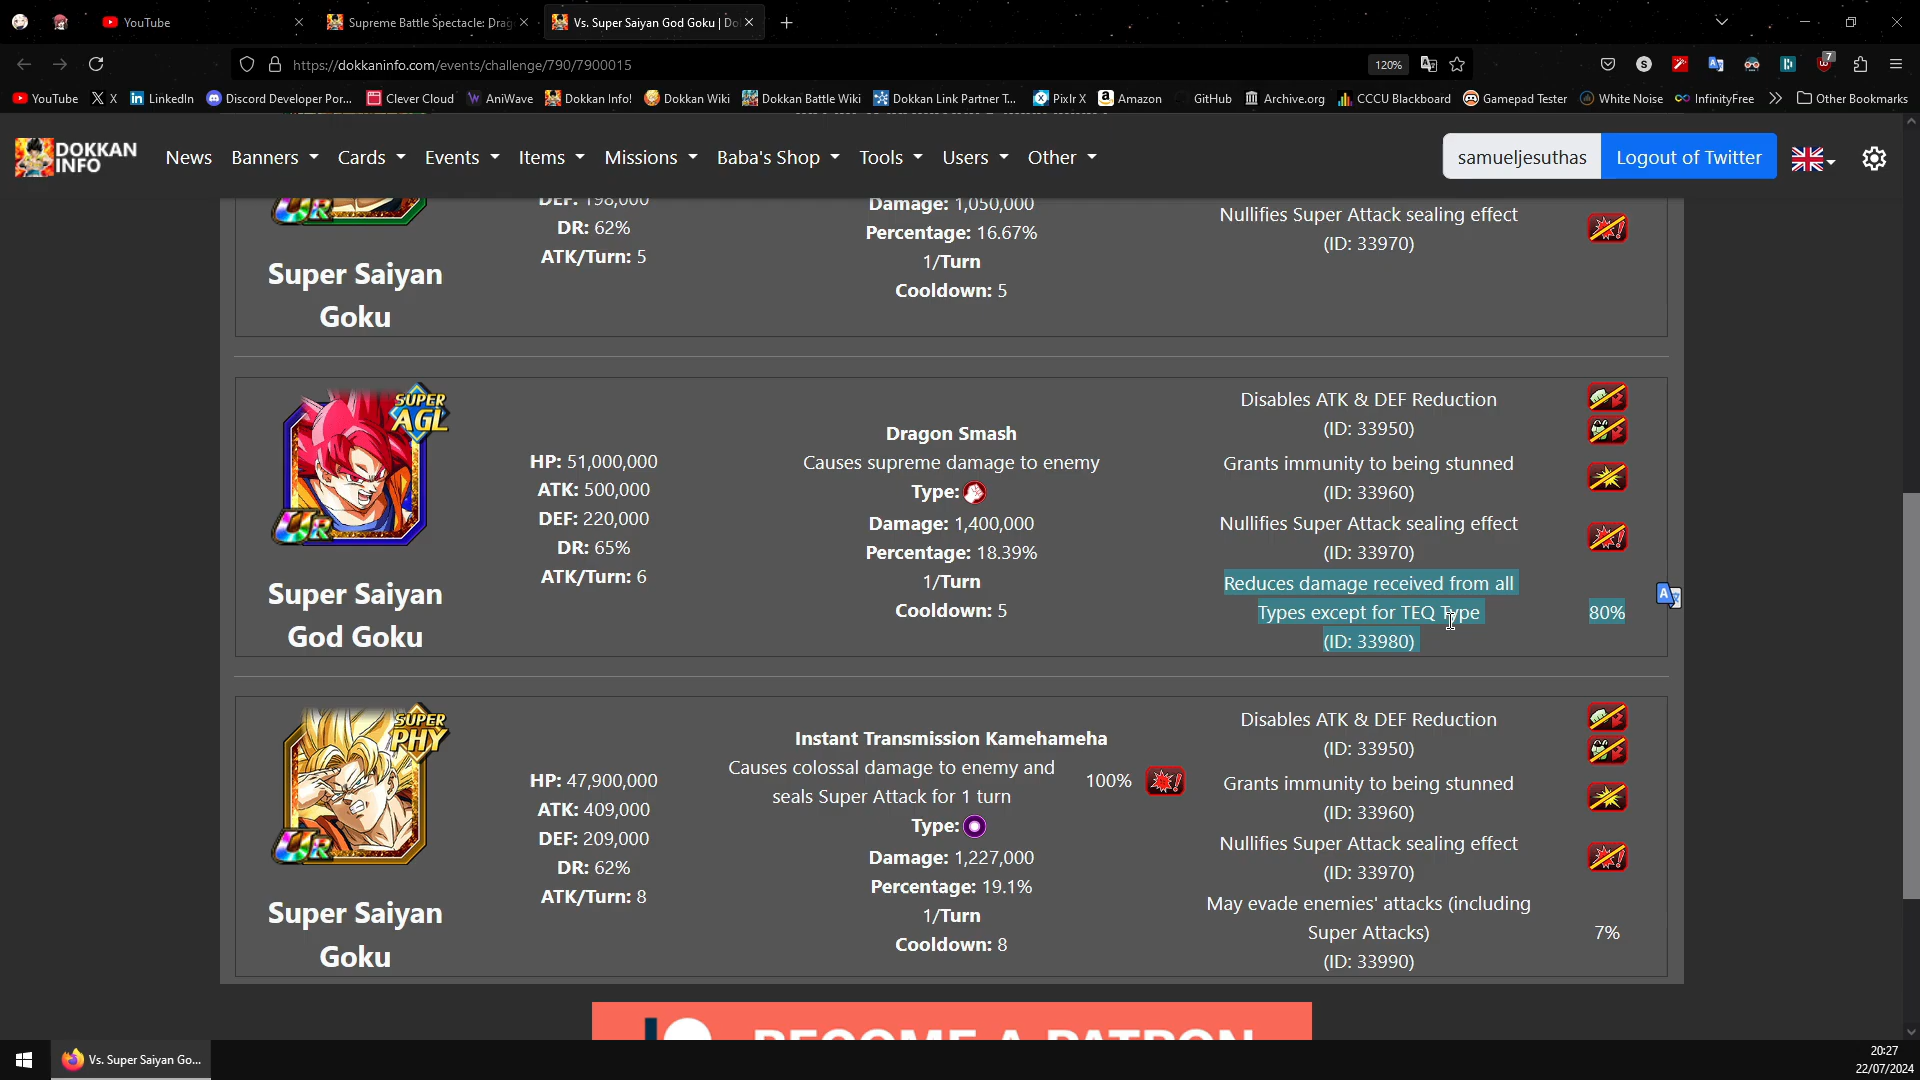 YouTube
Supreme Battle Spectacle: Drag
Vs. Super Saiyan God Goku | Do
https://dokkaninfo.com/events/challenge/790/7900015
120%
7
YouTube
X
LinkedIn
Discord Developer Por...
Clever Cloud
AniWave
Dokkan Info!
Dokkan Wiki
Dokkan Battle Wiki
Dokkan Link Partner T...
Pixlr X
Amazon
GitHub
Archive.org
CCCU Blackboard
Gamepad Tester
White Noise
InfinityFree
Other Bookmarks
DOKKAN
INFO
News
Banners
Cards
Events
Items
Missions
Baba's Shop
Tools
Users
Other
samueljesuthas
Logout of Twitter
UR
Super Saiyan
Goku
DEF: 198,000
DR: 62%
ATK/Turn: 5
Damage: 1,050,000
Percentage: 16.67%
1/Turn
Cooldown: 5
Nullifies Super Attack sealing effect
(ID: 33970)
SUPER
AGL
UR
Super Saiyan
God Goku
HP: 51,000,000
ATK: 500,000
DEF: 220,000
DR: 65%
ATK/Turn: 6
Dragon Smash
Causes supreme damage to enemy
Type:
Damage: 1,400,000
Percentage: 18.39%
1/Turn
Cooldown: 5
Disables ATK & DEF Reduction
(ID: 33950)
Grants immunity to being stunned
(ID: 33960)
Nullifies Super Attack sealing effect
(ID: 33970)
Reduces damage received from all
Types except for TEQ Type
(ID: 33980)
80%
SUPER
PHY
UR
Super Saiyan
Goku
HP: 47,900,000
ATK: 409,000
DEF: 209,000
DR: 62%
ATK/Turn: 8
Instant Transmission Kamehameha
Causes colossal damage to enemy and
seals Super Attack for 1 turn
100%
Type:
Damage: 1,227,000
Percentage: 19.1%
1/Turn
Cooldown: 8
Disables ATK & DEF Reduction
(ID: 33950)
Grants immunity to being stunned
(ID: 33960)
Nullifies Super Attack sealing effect
(ID: 33970)
May evade enemies' attacks (including
Super Attacks)
(ID: 33990)
7%
BECOME A PATRON
Vs. Super Saiyan Go...
20:27
22/07/2024